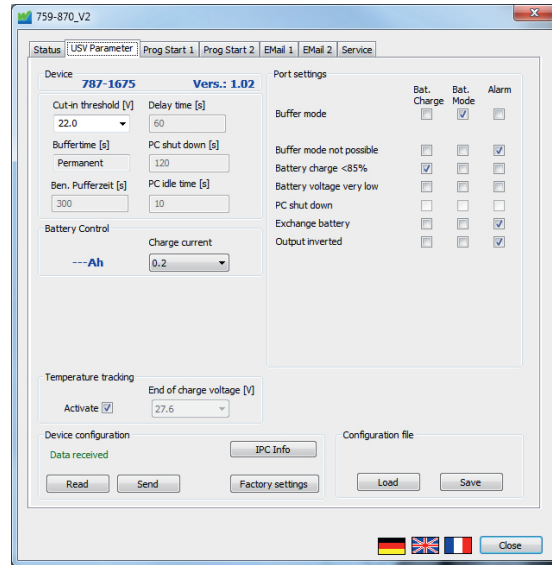 759-870_V2
Status USV Parameter Prog Start 1 Prog Start 2 EMail 1 EMail 2 Service
Device
787-1675 Vers.: 1.02
Cut-in threshold [V] Delay time [s]
22.0 60
Buffertime [s] PC shut down [s]
Permanent 120
Ben. Pufferzeit [s] PC idle time [s]
300 10
Battery Control
Charge current
---Ah 0.2
Temperature tracking
End of charge voltage [V]
Activate 27.6
Port settings
Bat. Charge Bat. Mode Alarm
Buffer mode
Buffer mode not possible
Battery charge <85%
Battery voltage very low
PC shut down
Exchange battery
Output inverted
Device configuration
Data received
IPC Info
Read Send Factory settings
Configuration file
Load Save
Close